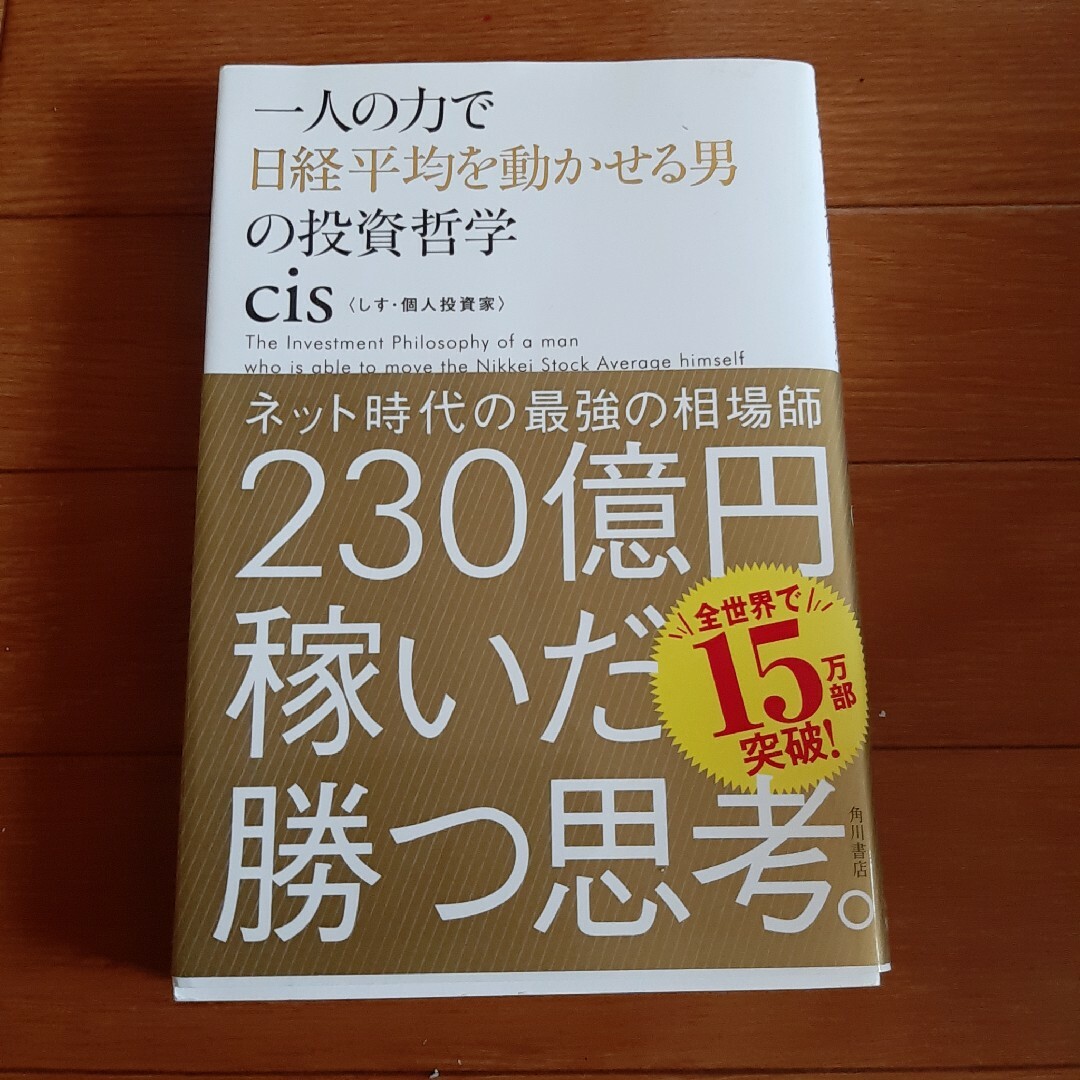 一人の力で
日経平均を動かせる男
の投資哲学
cis 〈しす・個人投資家〉
The Investment Philosophy of a man
who is able to move the Nikkei Stock Average himself
ネット時代の最強の相場師
230億円
稼いだ
勝つ思考。
全世界で
15万部
突破!
角川書店